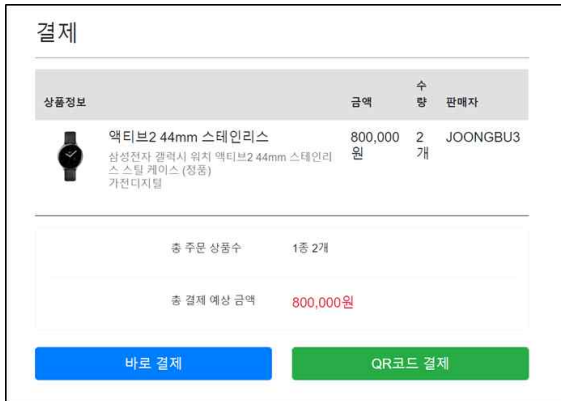 결제
상품정보 금액 수량 판매자
액티브2 44mm 스테인리스 800,000원 2개 JOONGBU3
삼성전자 갤럭시 워치 액티브2 44mm 스테인리
스 스틸 케이스 (정품)
가전디지털
총 주문 상품수 1종 2개
총 결제 예상 금액 800,000원
바로 결제 QR코드 결제